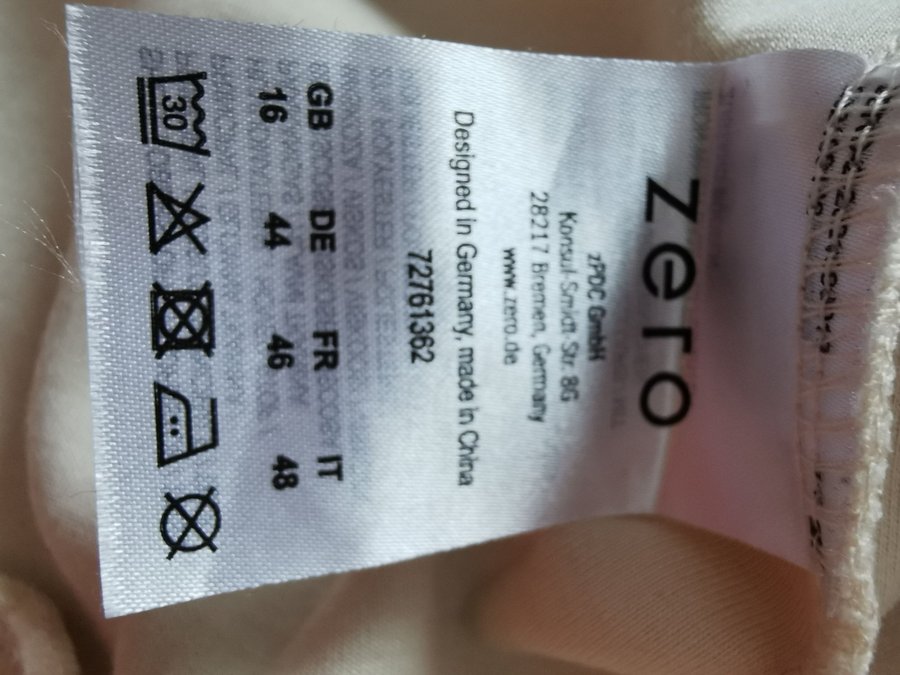 zero
zPDC GmbH
Konsul-Smidt-Str. 8G
28217 Bremen, Germany
www.zero.de
Designed in Germany, made in China
72761362
GB DE FR IT
16 44 46 48
30